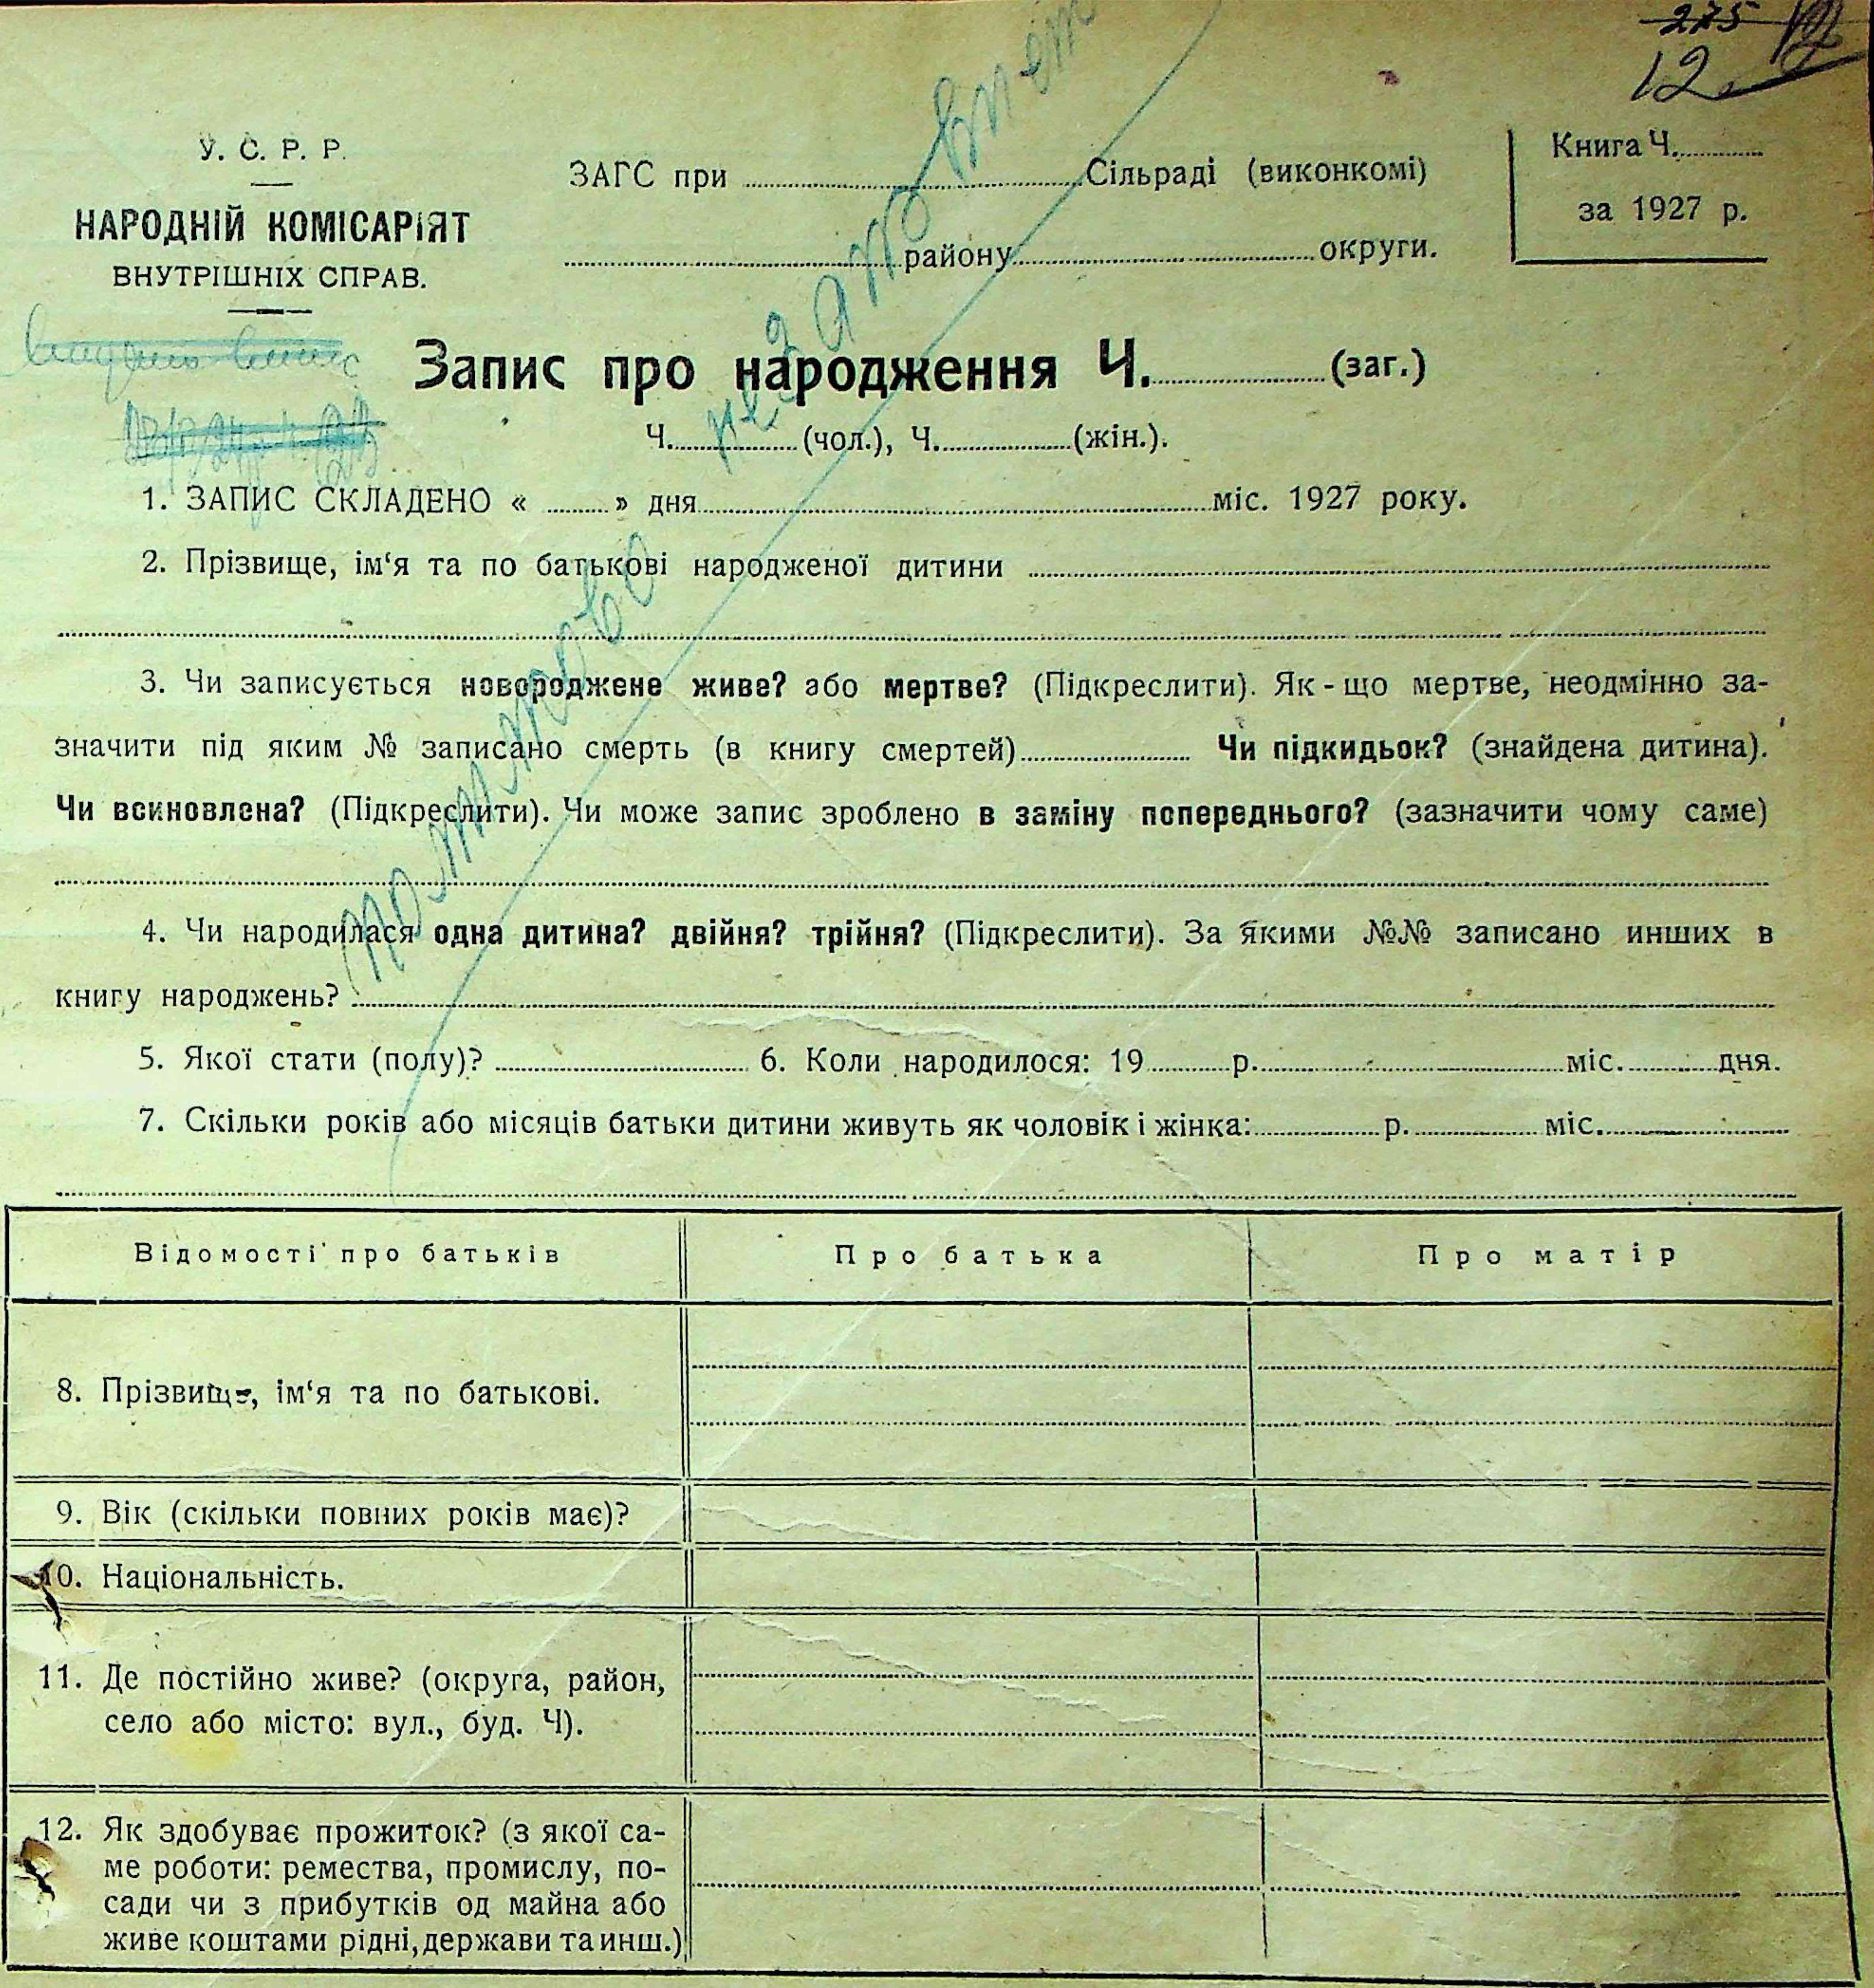 275
12
У. С. Р. Р.
НАРОДНІЙ КОМІСАРІЯТ
ВНУТРІШНІХ СПРАВ.
ЗАГС при Сільраді (виконкомі)
району округи.
Книга Ч.
за 1927 р.
Запис про народження Ч. (заг.)
Ч. (чол.), Ч. (жін.).
1. ЗАПИС СКЛАДЕНО « » дня міс. 1927 року.
2. Прізвище, ім‘я та по батькові народженої дитини
3. Чи записується новороджене живе? або мертве? (Підкреслити). Як-що мертве, неодмінно за-
значити під яким № записано смерть (в книгу смертей) Чи підкидьок? (знайдена дитина).
Чи всиновлена? (Підкреслити). Чи може запис зроблено в заміну попереднього? (зазначити чому саме)
4. Чи народилася одна дитина? двійня? трійня? (Підкреслити). За якими №№ записано инших в
книгу народжень?
5. Якої стати (полу)? 6. Коли народилося: 19 р. міс. дня.
7. Скільки років або місяців батьки дитини живуть як чоловік і жінка: р. міс.
Відомості про батьків Про батька Про матір
8. Прізвище, ім‘я та по батькові.
9. Вік (скільки повних років має)?
10. Національність.
11. Де постійно живе? (округа, район,
село або місто: вул., буд. Ч).
12. Як здобуває прожиток? (з якої са-
ме роботи: ремества, промислу, по-
сади чи з прибутків од майна або
живе коштами рідні, держави та инш.)